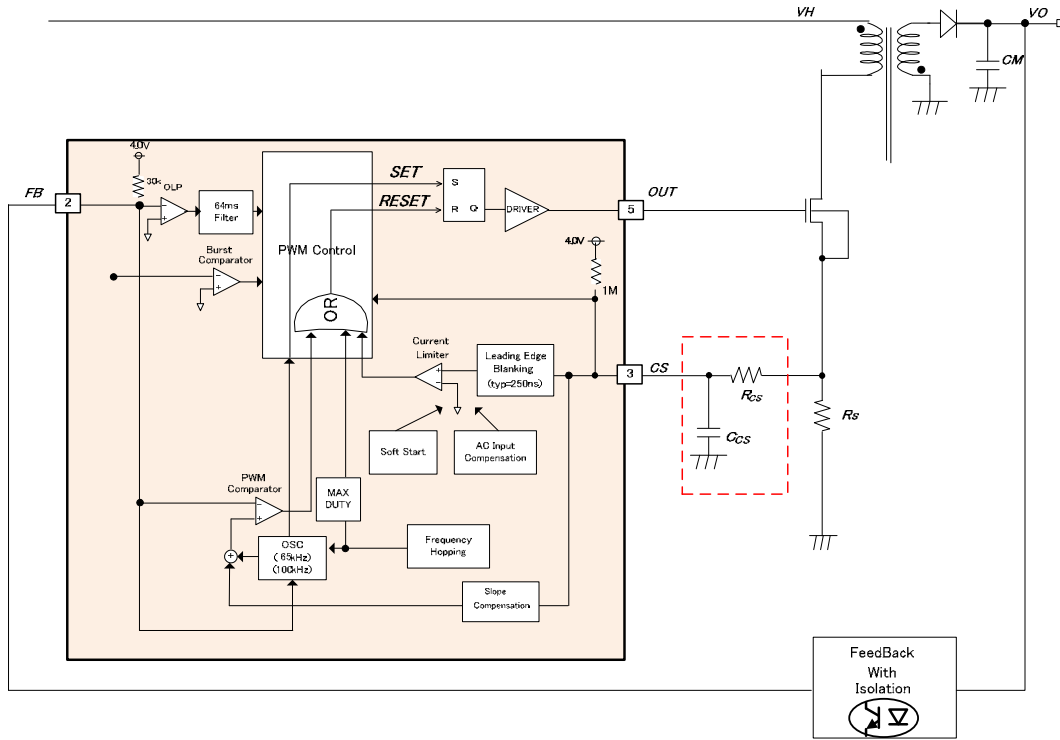 VH
VO
CM
4.0V
30k
OLP
FB
2
64ms
Filter
SET
RESET
S
R
Q
DRIVER
5
OUT
Burst
Comparator
PWM Control
4.0V
1M
OR
Current
Limiter
Leading Edge
Blanking
(typ=250ns)
3
CS
RCS
CCS
Rs
Soft Start
AC Input
Compensation
PWM
Comparator
MAX
DUTY
OSC
(65kHz)
(100kHz)
Frequency
Hopping
Slope
Compensation
FeedBack
With
Isolation